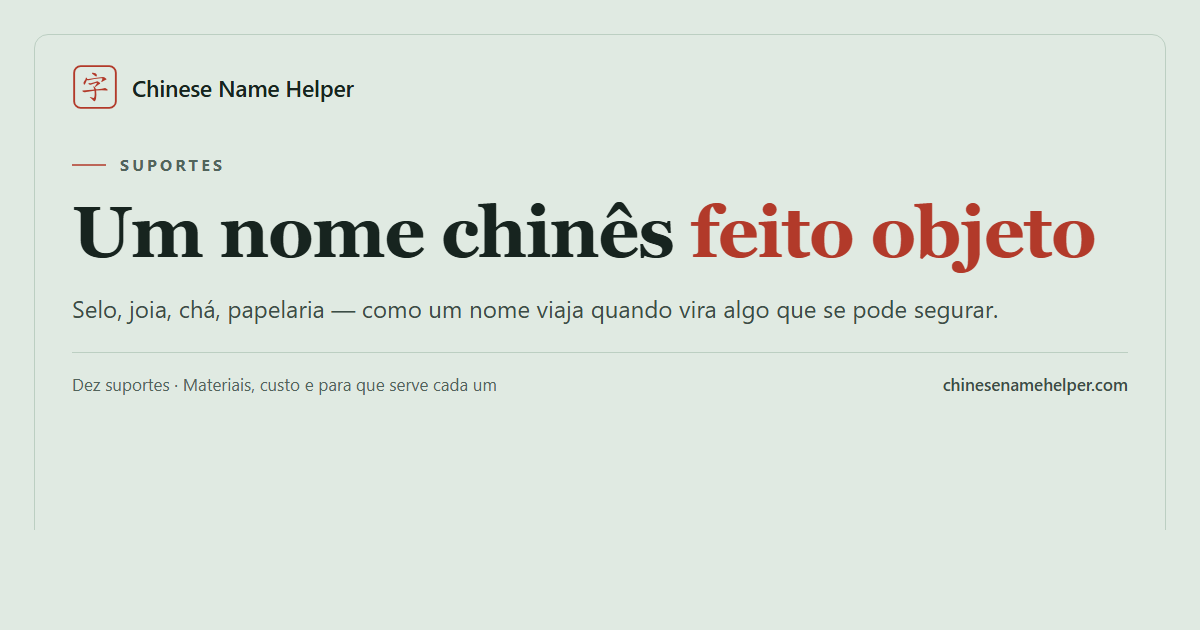 字 Chinese Name Helper
SUPORTES
Um nome chinês feito objeto
Selo, joia, chá, papelaria — como um nome viaja quando vira algo que se pode segurar.
Dez suportes · Materiais, custo e para que serve cada um
chinesenamehelper.com